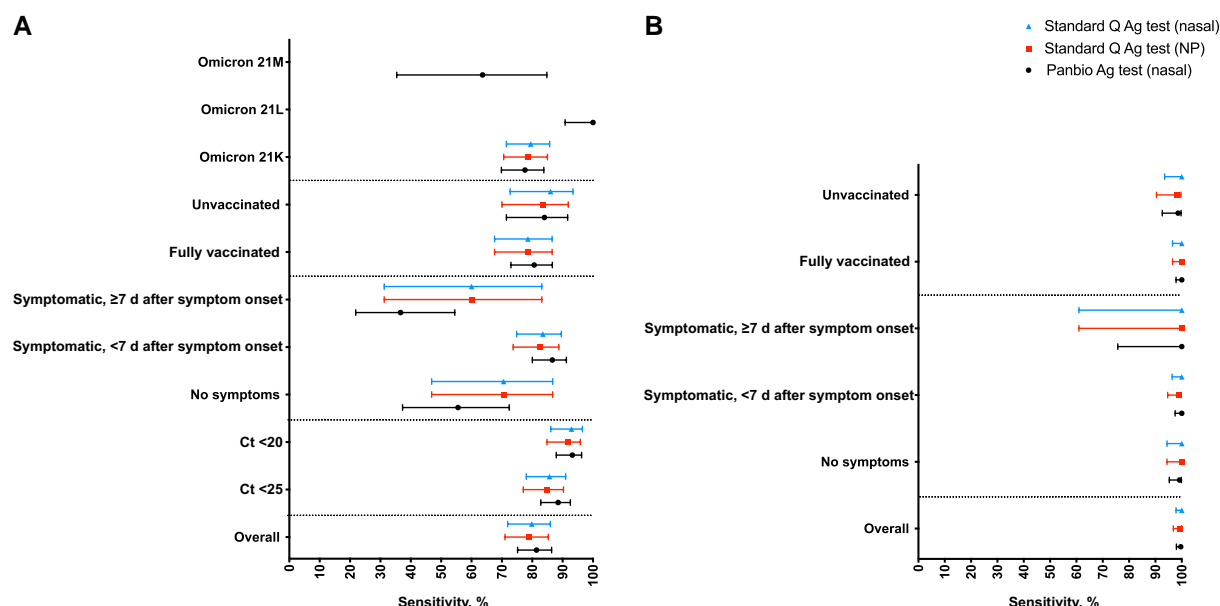 A
Omicron 21M
Omicron 21L
Omicron 21K
Unvaccinated
Fully vaccinated
Symptomatic, ≥7 d after symptom onset
Symptomatic, <7 d after symptom onset
No symptoms
Ct <20
Ct <25
Overall
0 10 20 30 40 50 60 70 80 90 100
Sensitivity, %
B
Standard Q Ag test (nasal)
Standard Q Ag test (NP)
Panbio Ag test (nasal)
Unvaccinated
Fully vaccinated
Symptomatic, ≥7 d after symptom onset
Symptomatic, <7 d after symptom onset
No symptoms
Overall
0 10 20 30 40 50 60 70 80 90 100
Sensitivity, %